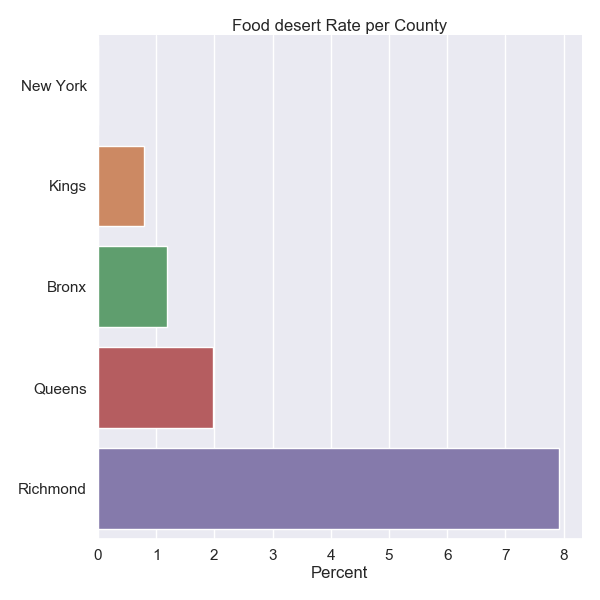 Food desert Rate per County
New York
Kings
Bronx
Queens
Richmond
0 1 2 3 4 5 6 7 8
Percent